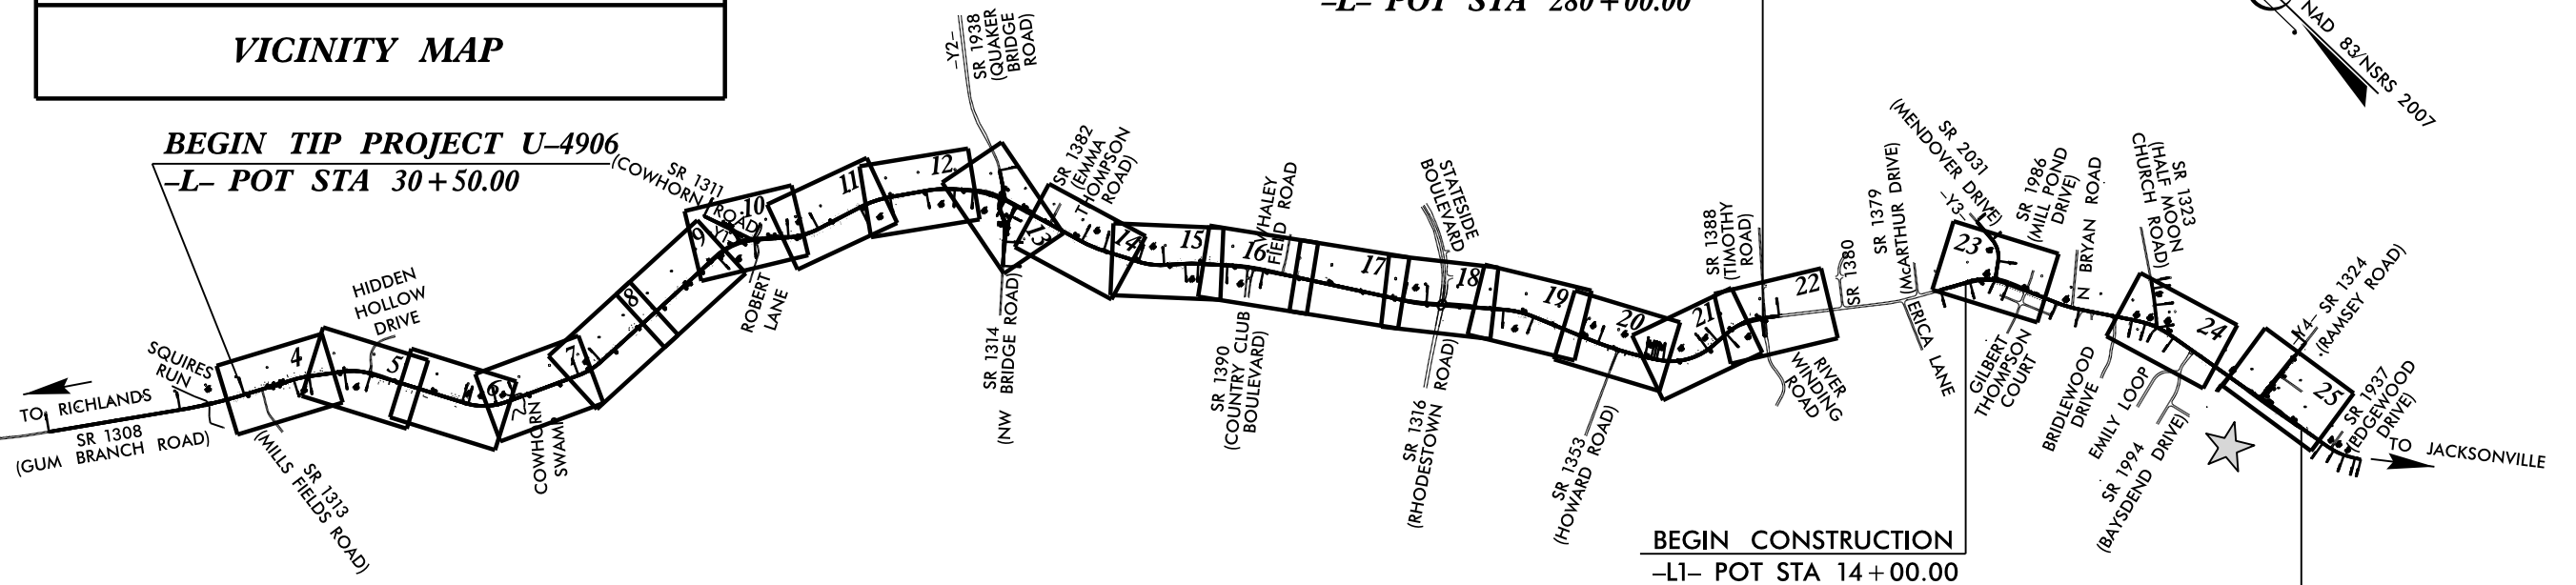 VICINITY MAP
–L– POT STA 280+00.00
NAD 83/NSRS 2007
BEGIN TIP PROJECT U–4906
–L– POT STA 30+50.00
–Y2–
SR 1938
(QUAKER
BRIDGE
ROAD)
SR 1382
(EMMA
THOMPSON
ROAD)
SR 1311
(COWHORN ROAD)
–Y1–
HIDDEN
HOLLOW
DRIVE
SQUIRES
RUN
TO RICHLANDS
SR 1308
(GUM BRANCH ROAD)
SR 1313
(MILLS FIELDS ROAD)
COWHORN
SWAMP
ROBERT
LANE
SR 1314
(NW BRIDGE ROAD)
WHALEY
FIELD ROAD
SR 1390
(COUNTRY CLUB
BOULEVARD)
STATESIDE
BOULEVARD
SR 1316
(RHODESTOWN ROAD)
SR 1353
(HOWARD ROAD)
SR 1388
(TIMOTHY
ROAD)
RIVER
WINDING
ROAD
SR 1380
SR 1379
(McARTHUR DRIVE)
ERICA LANE
SR 2031
(MENDOVER DRIVE)
–Y3–
SR 1986
(MILL POND
DRIVE)
N BRYAN ROAD
GILBERT
THOMPSON
COURT
SR 1323
(HALF MOON
CHURCH ROAD)
BRIDLEWOOD
DRIVE
EMILY LOOP
SR 1994
(BAYSDEND DRIVE)
–Y4– SR 1324
(RAMSEY ROAD)
SR 1937
(EDGEWOOD
DRIVE)
TO JACKSONVILLE
4
5
6
7
8
9
10
11
12
13
14
15
16
17
18
19
20
21
22
23
24
25
BEGIN CONSTRUCTION
–L1– POT STA 14+00.00